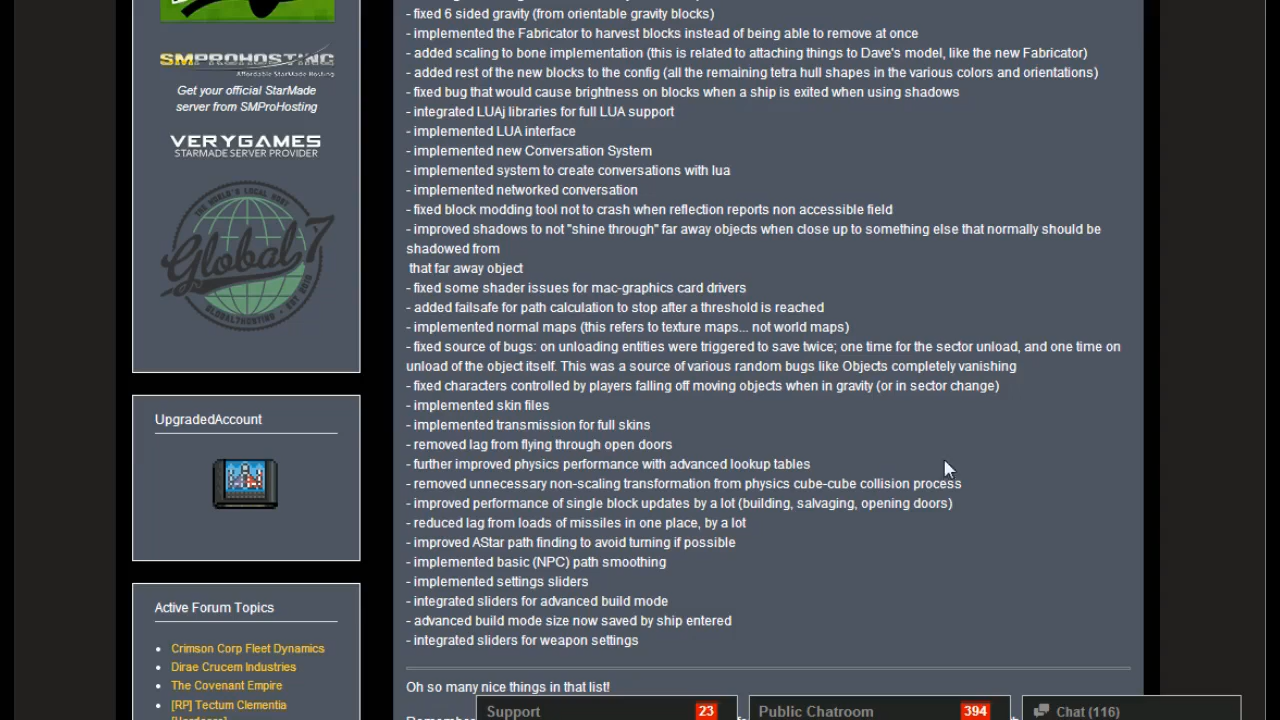 SMPROHOSTING
Affordable StarMade Hosting
Get your official StarMade
server from SMProHosting
VERYGAMES
STARMADE SERVER PROVIDER
THE WORLD'S LOCAL HOST
Global 7
GLOBAL7HOSTING
UpgradedAccount
Active Forum Topics
Crimson Corp Fleet Dynamics
Dirae Crucem Industries
The Covenant Empire
[RP] Tectum Clementia
- fixed 6 sided gravity (from orientable gravity blocks)
- implemented the Fabricator to harvest blocks instead of being able to remove at once
- added scaling to bone implementation (this is related to attaching things to Dave's model, like the new Fabricator)
- added rest of the new blocks to the config (all the remaining tetra hull shapes in the various colors and orientations)
- fixed bug that would cause brightness on blocks when a ship is exited when using shadows
- integrated LUAj libraries for full LUA support
- implemented LUA interface
- implemented new Conversation System
- implemented system to create conversations with lua
- implemented networked conversation
- fixed block modding tool not to crash when reflection reports non accessible field
- improved shadows to not "shine through" far away objects when close up to something else that normally should be
shadowed from
that far away object
- fixed some shader issues for mac-graphics card drivers
- added failsafe for path calculation to stop after a threshold is reached
- implemented normal maps (this refers to texture maps... not world maps)
- fixed source of bugs: on unloading entities were triggered to save twice; one time for the sector unload, and one time on
unload of the object itself. This was a source of various random bugs like Objects completely vanishing
- fixed characters controlled by players falling off moving objects when in gravity (or in sector change)
- implemented skin files
- implemented transmission for full skins
- removed lag from flying through open doors
- further improved physics performance with advanced lookup tables
- removed unnecessary non-scaling transformation from physics cube-cube collision process
- improved performance of single block updates by a lot (building, salvaging, opening doors)
- reduced lag from loads of missiles in one place, by a lot
- improved AStar path finding to avoid turning if possible
- implemented basic (NPC) path smoothing
- implemented settings sliders
- integrated sliders for advanced build mode
- advanced build mode size now saved by ship entered
- integrated sliders for weapon settings
Oh so many nice things in that list!
Support 23
Public Chatroom 394
Chat (116)